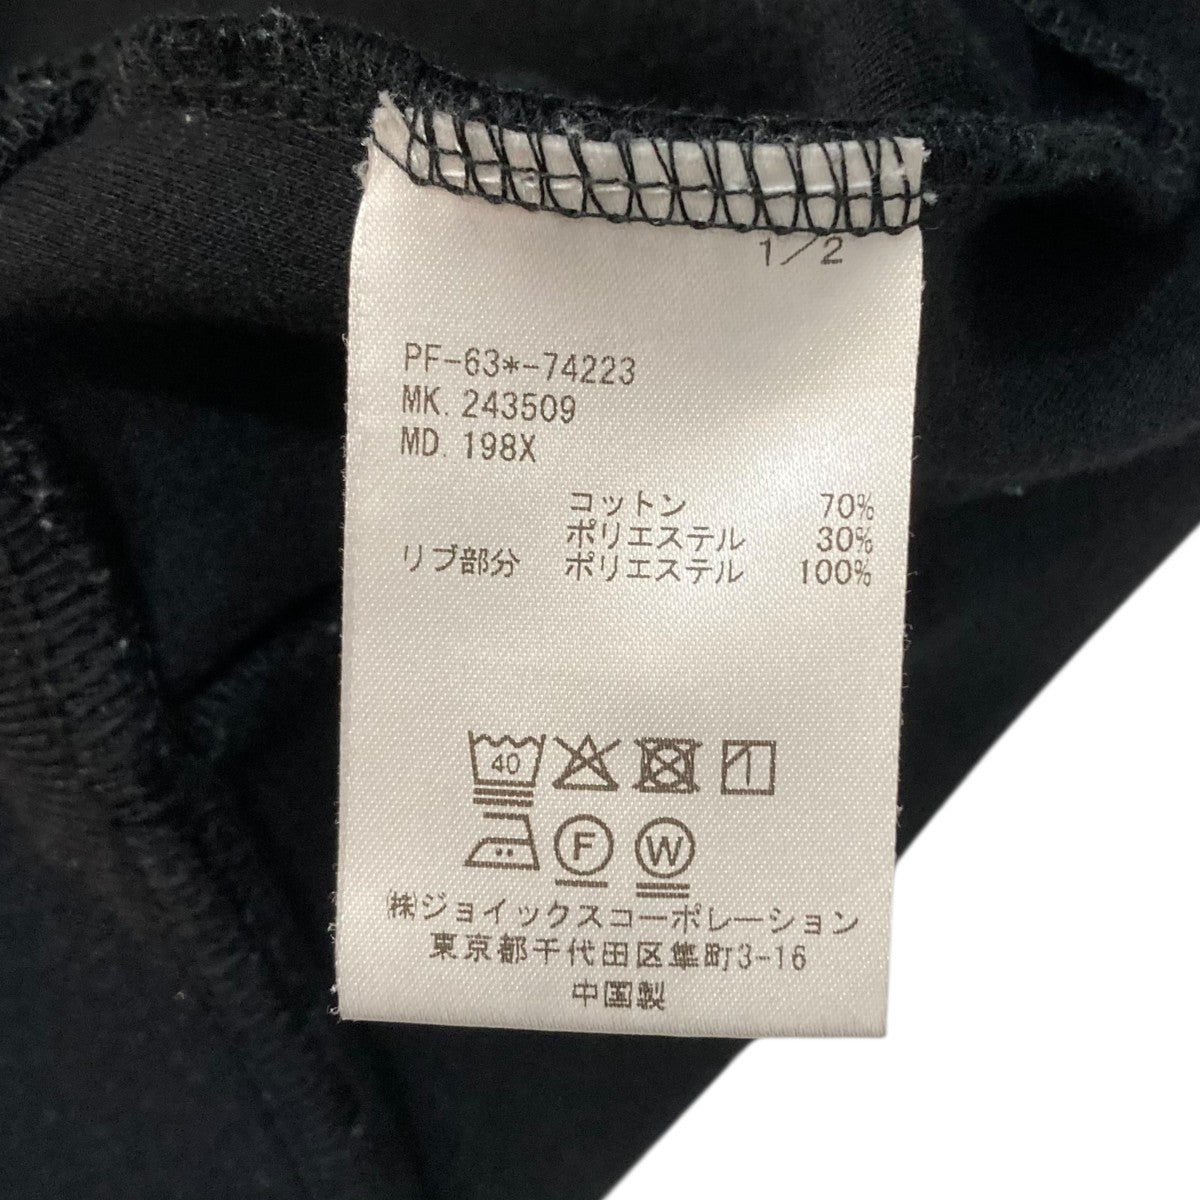 1/2
PF-63*-74223
MK. 243509
MD. 198X
コットン 70%
ポリエステル 30%
リブ部分 ポリエステル 100%
40
F W
㈱ジョイックスコーポレーション
東京都千代田区隼町3-16
中国製